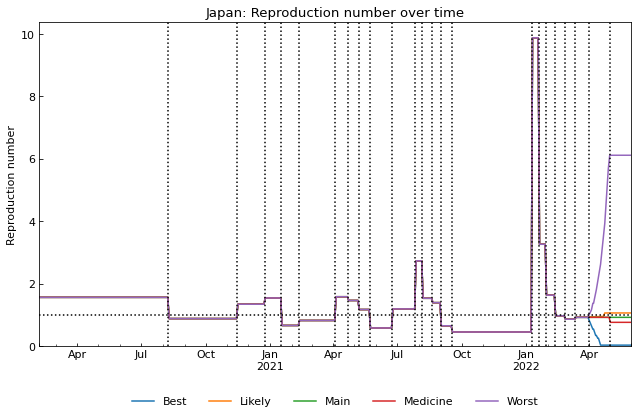 Japan: Reproduction number over time
Reproduction number
10
8
6
4
2
0
Apr Jul Oct Jan Apr Jul Oct Jan Apr
2021 2022
Best Likely Main Medicine Worst